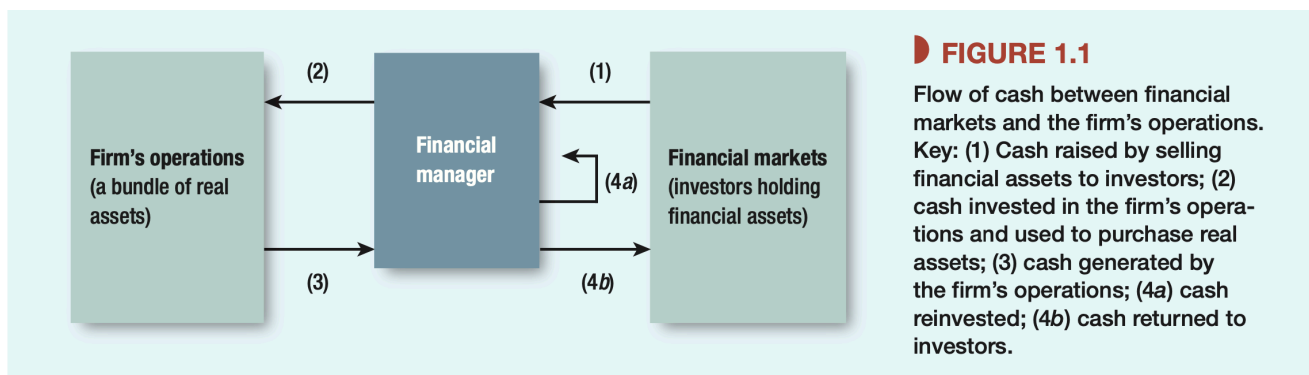 (2)
(1)
Firm's operations
(a bundle of real
assets)
Financial
manager
(4a)
Financial markets
(investors holding
financial assets)
(3)
(4b)
FIGURE 1.1
Flow of cash between financial
markets and the firm's operations.
Key: (1) Cash raised by selling
financial assets to investors; (2)
cash invested in the firm's opera-
tions and used to purchase real
assets; (3) cash generated by
the firm's operations; (4a) cash
reinvested; (4b) cash returned to
investors.